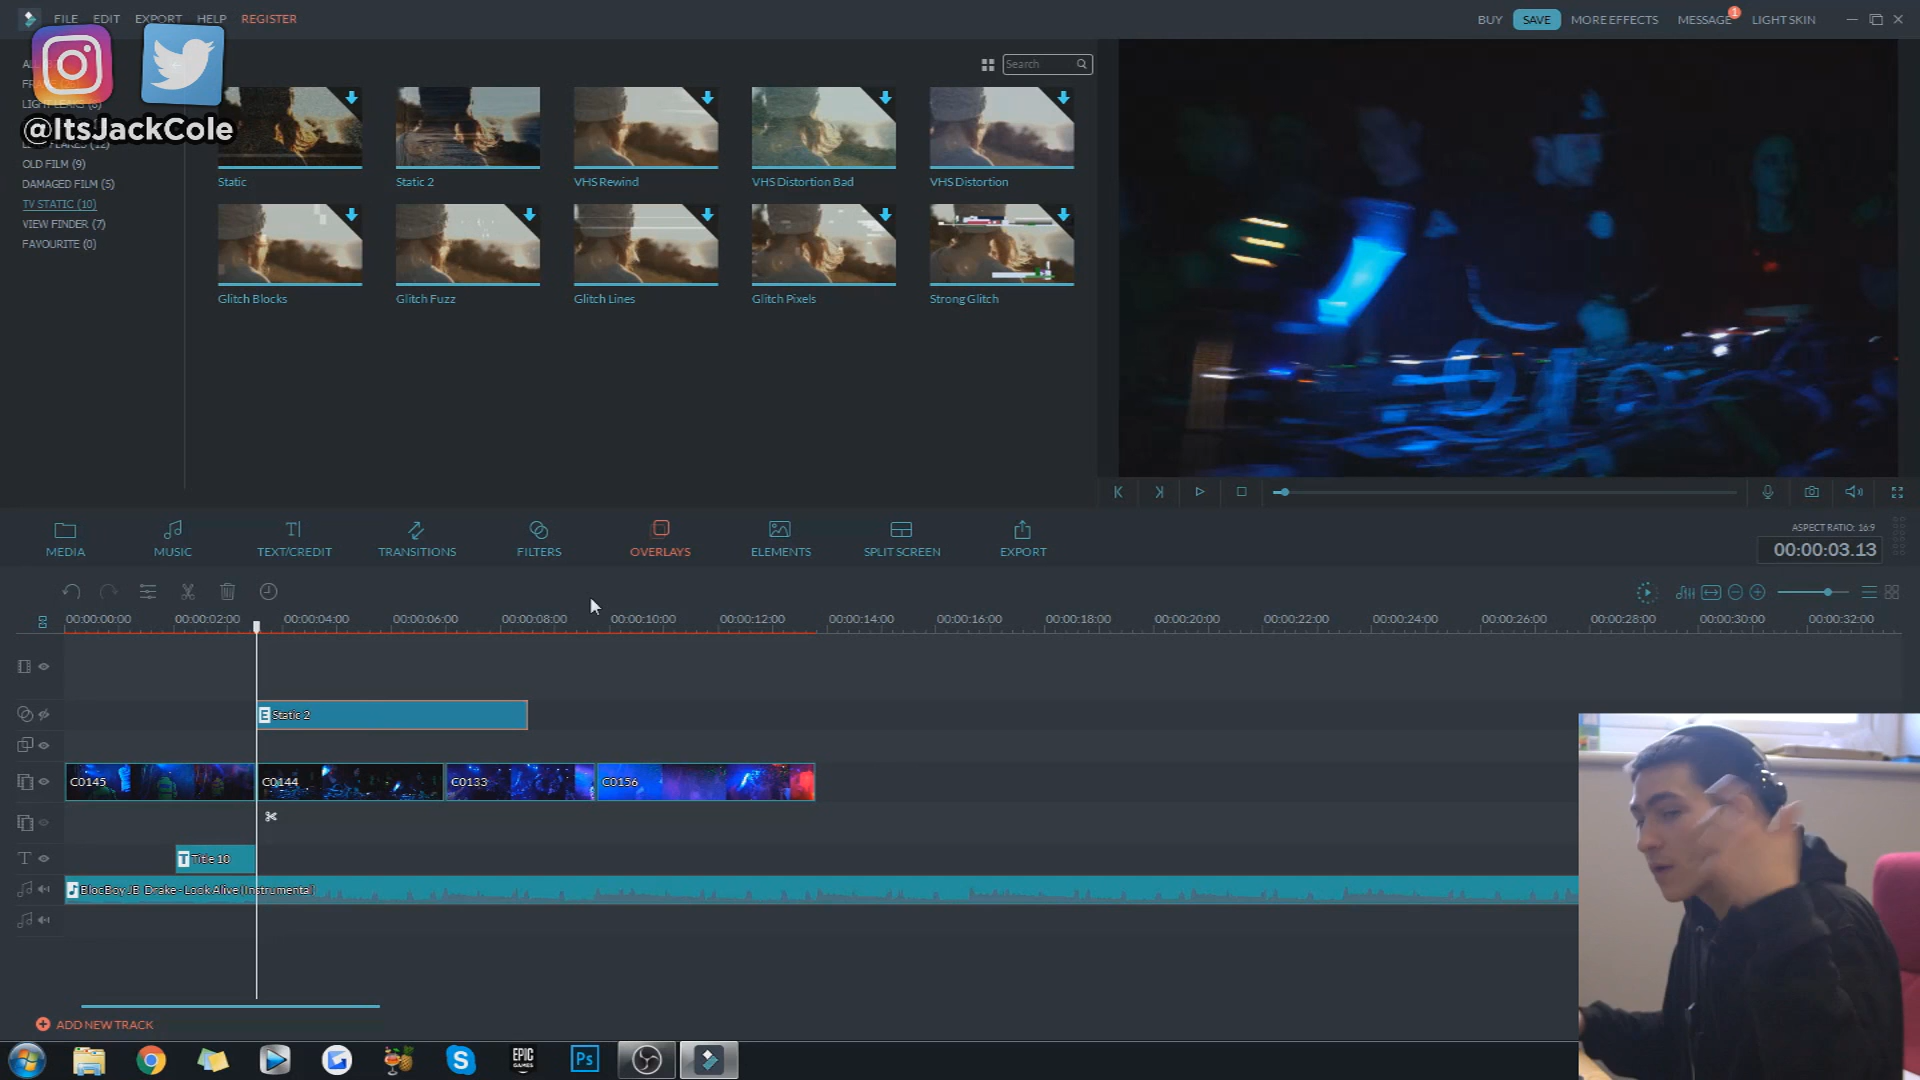 FILE EDIT EXPORT HELP REGISTER
BUY SAVE MORE EFFECTS MESSAGE 1 LIGHT SKIN
@ItsJackCole
OLD FILM (9)
DAMAGED FILM (5)
TV STATIC (10)
VIEW FINDER (7)
FAVOURITE (0)
Search
Static Static 2 VHS Rewind VHS Distortion Bad VHS Distortion
Glitch Blocks Glitch Fuzz Glitch Lines Glitch Pixels Strong Glitch
MEDIA MUSIC TEXT/CREDIT TRANSITIONS FILTERS OVERLAYS ELEMENTS SPLIT SCREEN EXPORT
ASPECT RATIO: 16:9
00:00:03.13
00:00:00:00 00:00:02:00 00:00:04:00 00:00:06:00 00:00:08:00 00:00:10:00 00:00:12:00 00:00:14:00 00:00:16:00 00:00:18:00 00:00:20:00 00:00:22:00 00:00:24:00 00:00:26:00 00:00:28:00 00:00:30:00 00:00:32:00
E Static 2
C0145 C0144 C0133 C0156
T Title 10
BlocBoy JB Drake - Look Alive (Instrumental)
ADD NEW TRACK
EPIC GAMES
Ps